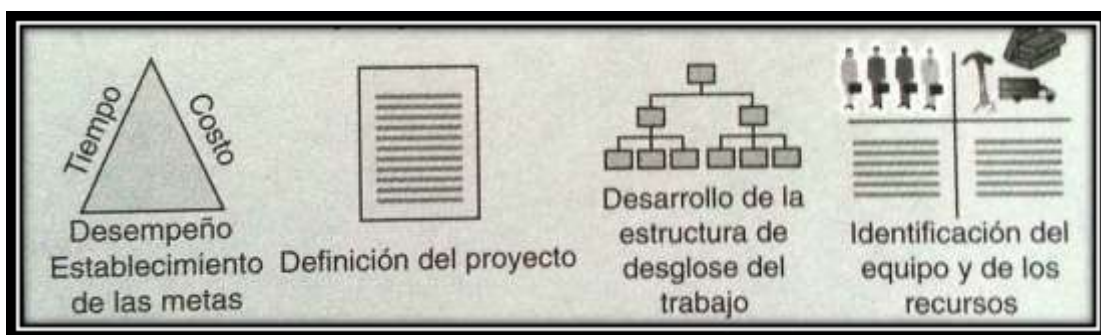 Tiempo
Costo
Desempeño
Establecimiento
de las metas
Definición del proyecto
Desarrollo de la
estructura de
desglose del
trabajo
Identificación del
equipo y de los
recursos